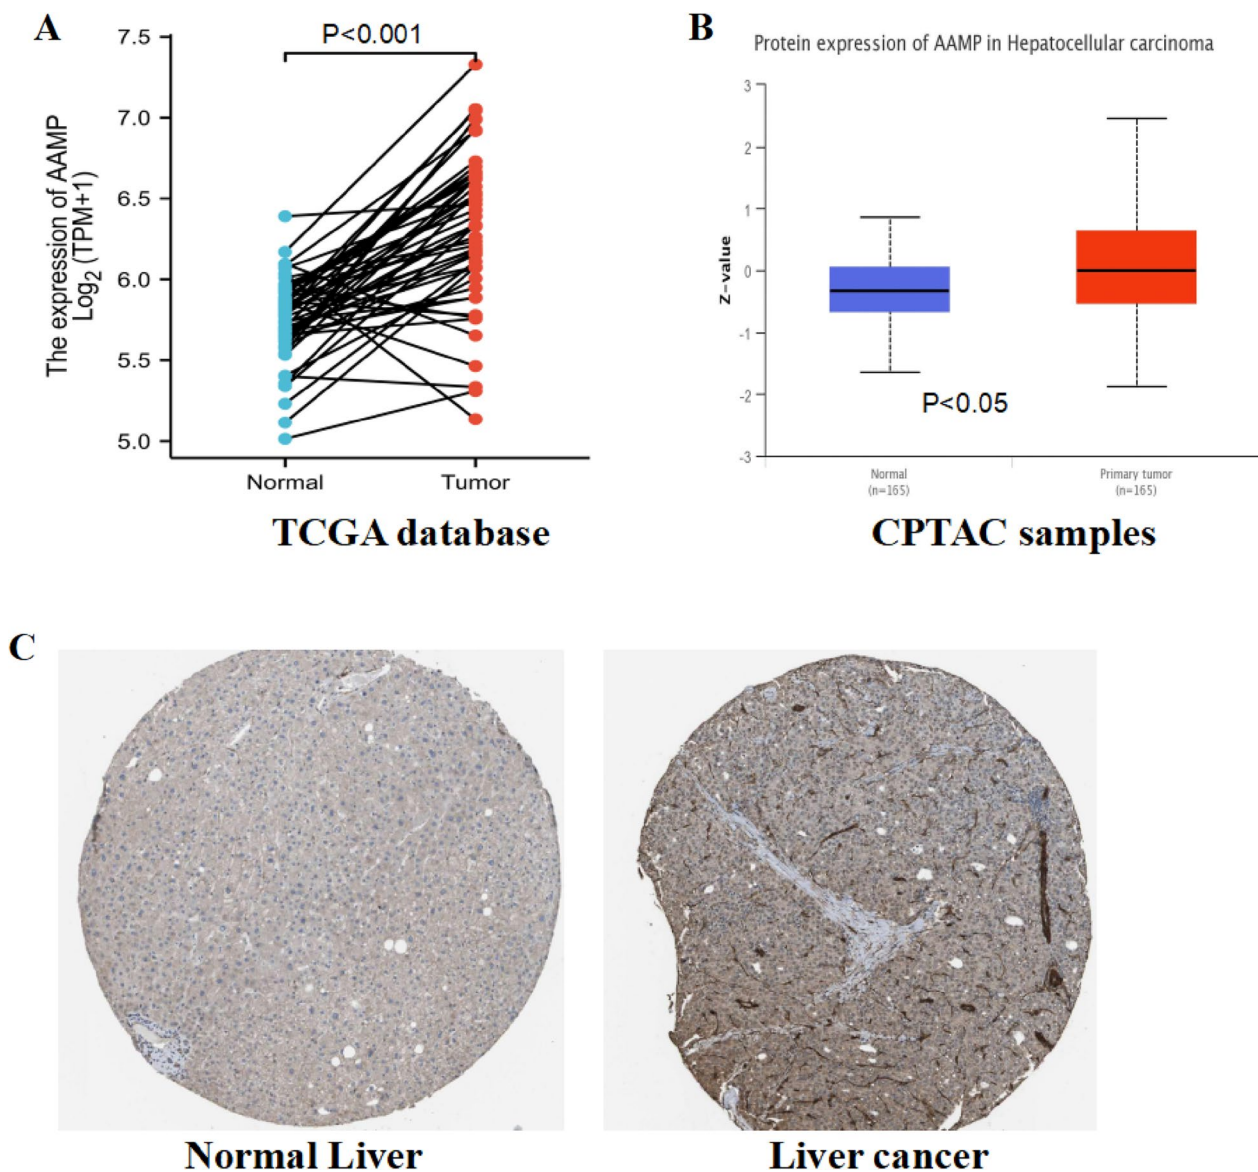 A
P<0.001
The expression of AAMP
Log2 (TPM+1)
7.5
7.0
6.5
6.0
5.5
5.0
Normal
Tumor
TCGA database
B
Protein expression of AAMP in Hepatocellular carcinoma
Z-value
3
2
1
0
-1
-2
-3
P<0.05
Normal
(n=165)
Primary tumor
(n=165)
CPTAC samples
C
Normal Liver
Liver cancer